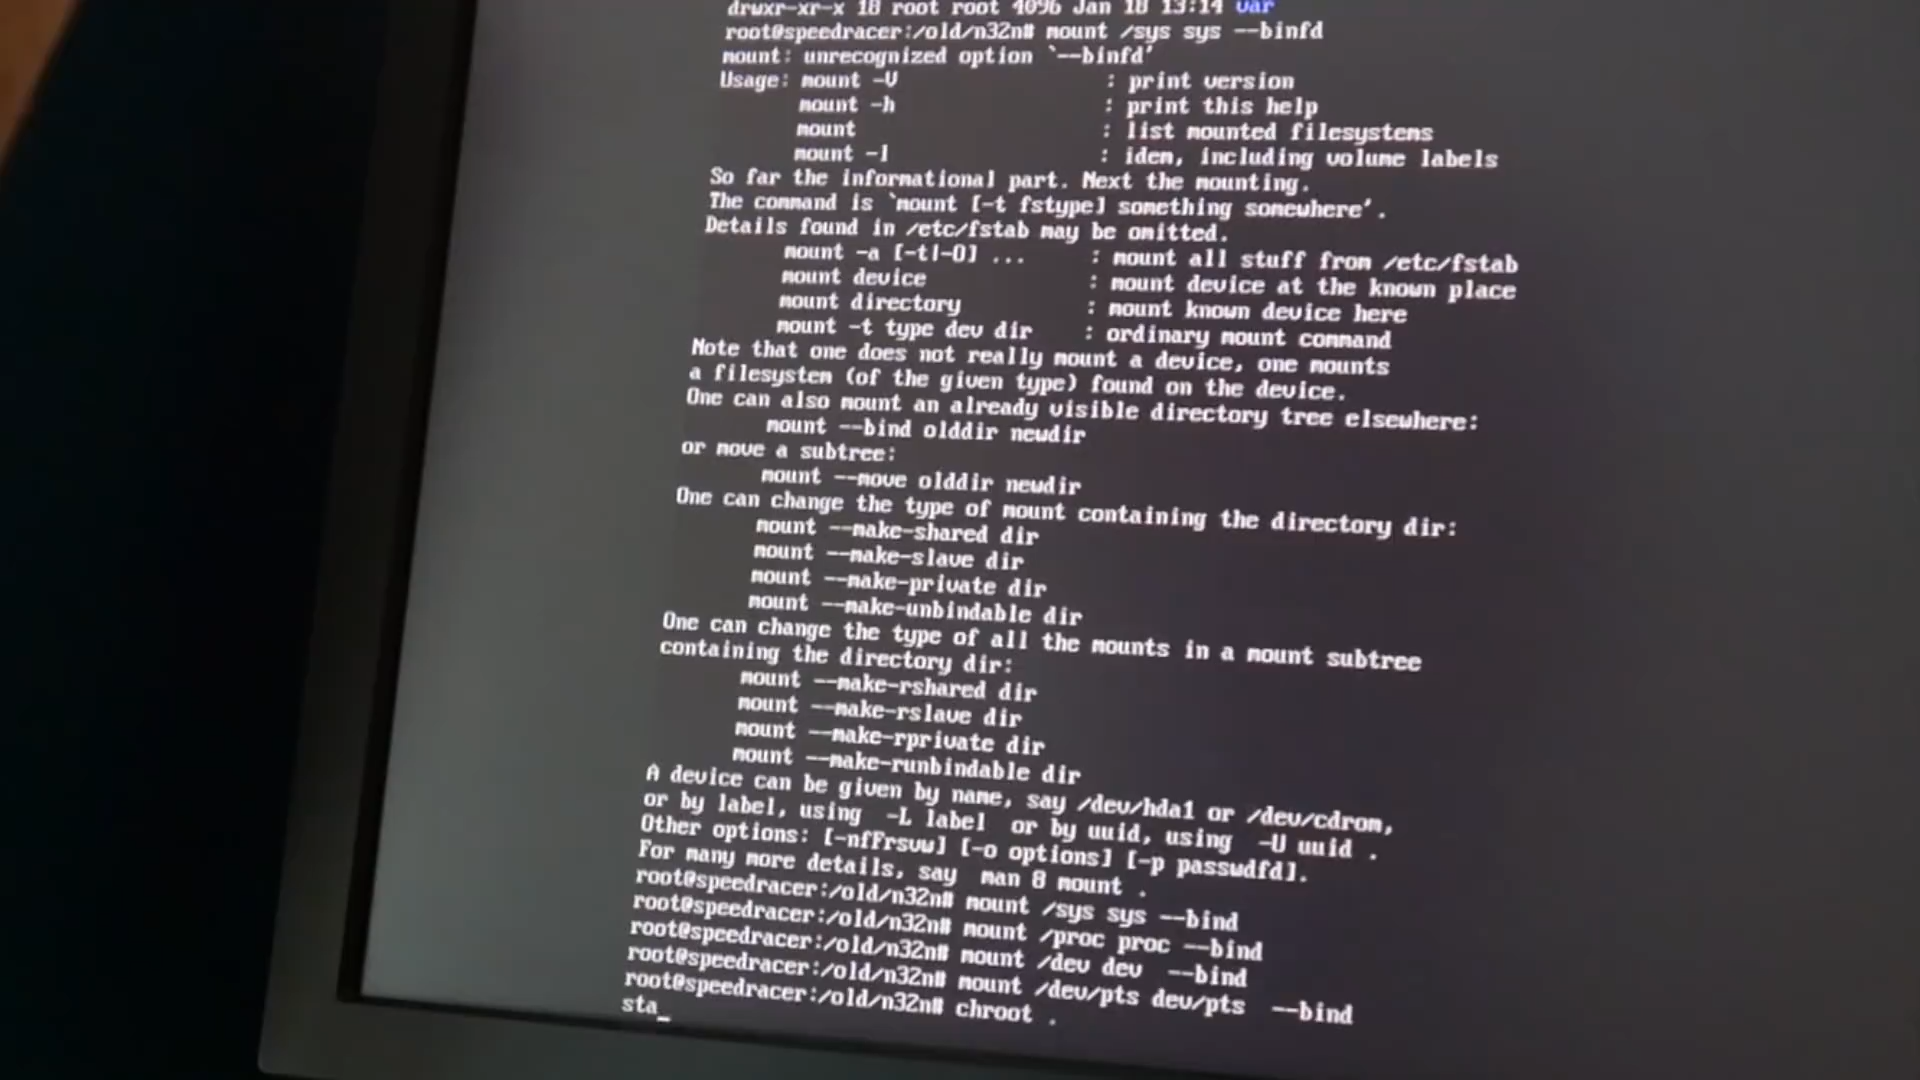 drwxr-xr-x 18 root root 4096 Jan 18 13:14 var
root@speedracer:/old/n32n# mount /sys sys --binfd
mount: unrecognized option `--binfd'
Usage: mount -V : print version
mount -h : print this help
mount : list mounted filesystems
mount -l : idem, including volume labels
So far the informational part. Next the mounting.
The command is `mount [-t fstype] something somewhere'.
Details found in /etc/fstab may be omitted.
mount -a [-t|-O] ... : mount all stuff from /etc/fstab
mount device : mount device at the known place
mount directory : mount known device here
mount -t type dev dir : ordinary mount command
Note that one does not really mount a device, one mounts
a filesystem (of the given type) found on the device.
One can also mount an already visible directory tree elsewhere:
mount --bind olddir newdir
or move a subtree:
mount --move olddir newdir
One can change the type of mount containing the directory dir:
mount --make-shared dir
mount --make-slave dir
mount --make-private dir
mount --make-unbindable dir
One can change the type of all the mounts in a mount subtree
containing the directory dir:
mount --make-rshared dir
mount --make-rslave dir
mount --make-rprivate dir
mount --make-runbindable dir
A device can be given by name, say /dev/hda1 or /dev/cdrom,
or by label, using -L label or by uuid, using -U uuid .
Other options: [-nfFrsvw] [-o options] [-p passwdfd].
For many more details, say man 8 mount .
root@speedracer:/old/n32n# mount /sys sys --bind
root@speedracer:/old/n32n# mount /proc proc --bind
root@speedracer:/old/n32n# mount /dev dev --bind
root@speedracer:/old/n32n# mount /dev/pts dev/pts --bind
root@speedracer:/old/n32n# chroot .
sta_